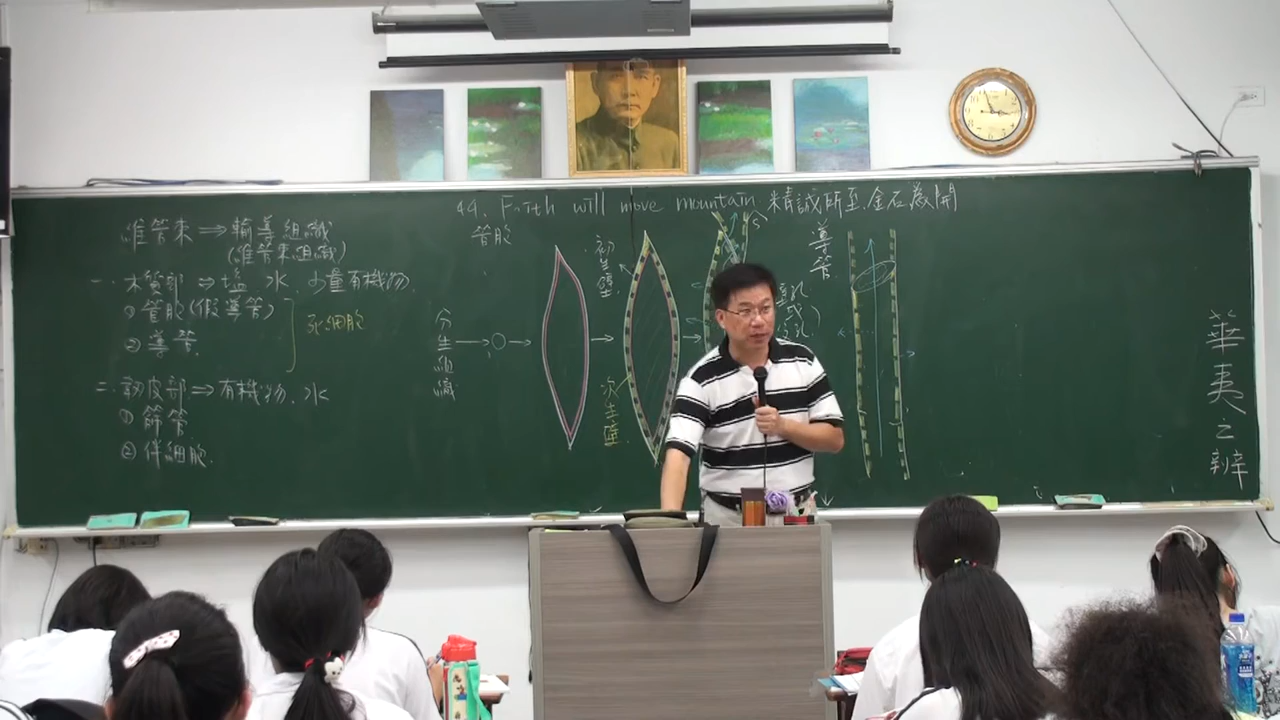 44. Faith will move mountain 精誠所至.金石為開
維管束⇒輸導組織
(維管束組織)
一. 木質部⇒塩.水.少量有機物.
①管胞(假導管)
②導管.
死細胞
二. 韌皮部⇒有機物.水
①篩管
②伴細胞.
管胞
分生組織
初生壁
次生壁
導管
華夷之辨